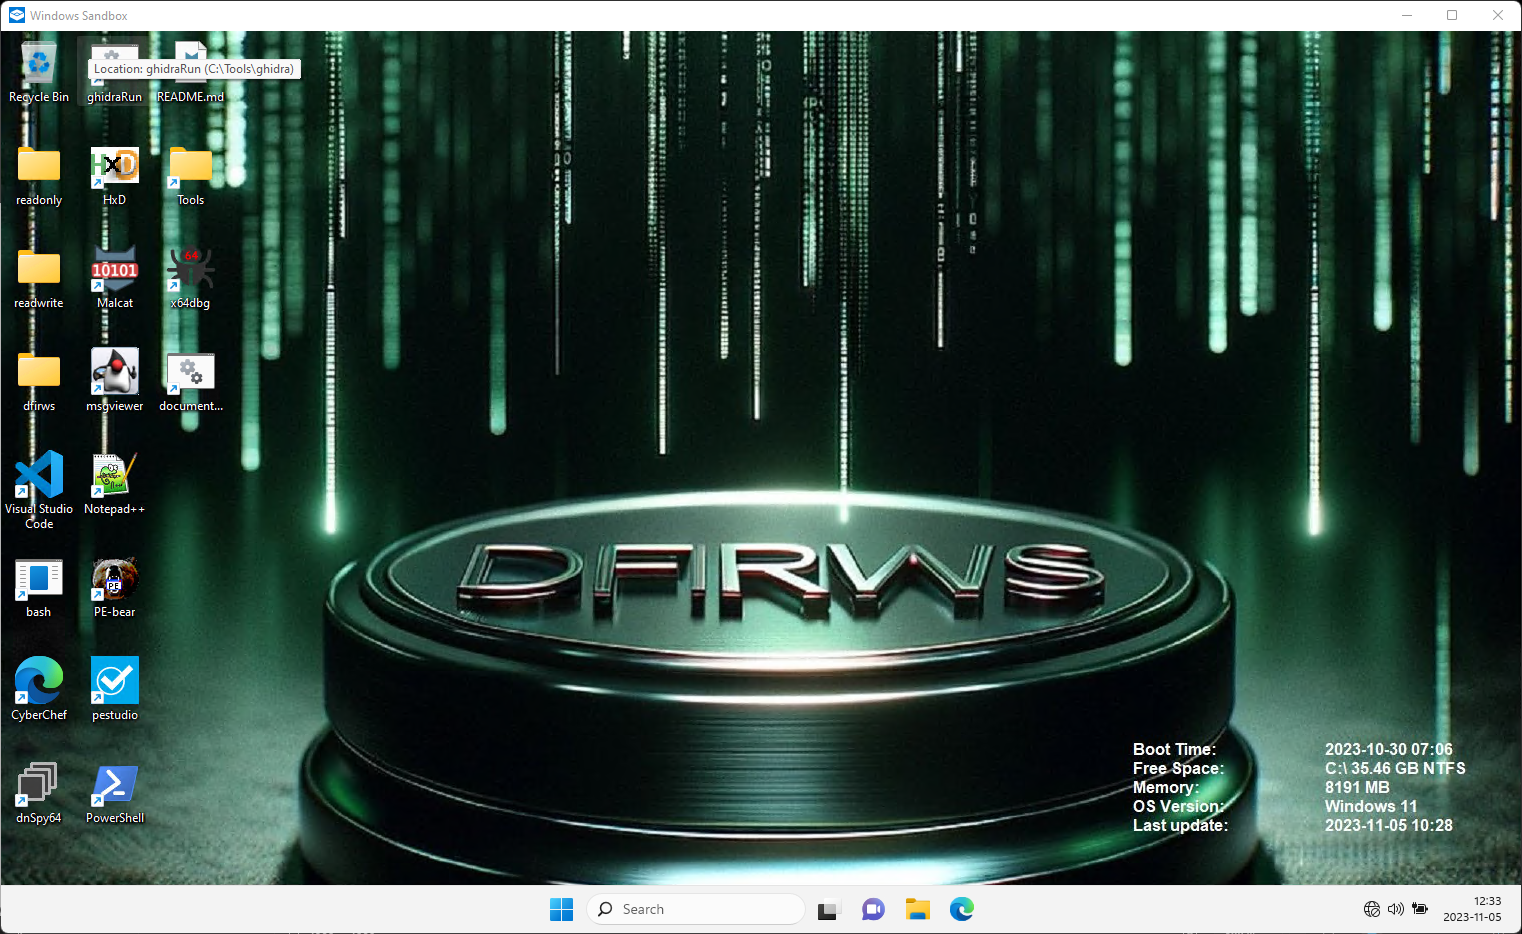 Windows Sandbox
Location: ghidraRun (C:\Tools\ghidra)
Recycle Bin
ghidraRun
README.md
HxD
readonly
HxD
Tools
10101
64
readwrite
Malcat
x64dbg
dfirws
msgviewer
document...
Visual Studio
Code
Notepad++
PE
bash
PE-bear
CyberChef
pestudio
dnSpy64
PowerShell
DFIRWS
Boot Time: 2023-10-30 07:06
Free Space: C:\ 35.46 GB NTFS
Memory: 8191 MB
OS Version: Windows 11
Last update: 2023-11-05 10:28
Search
12:33
2023-11-05